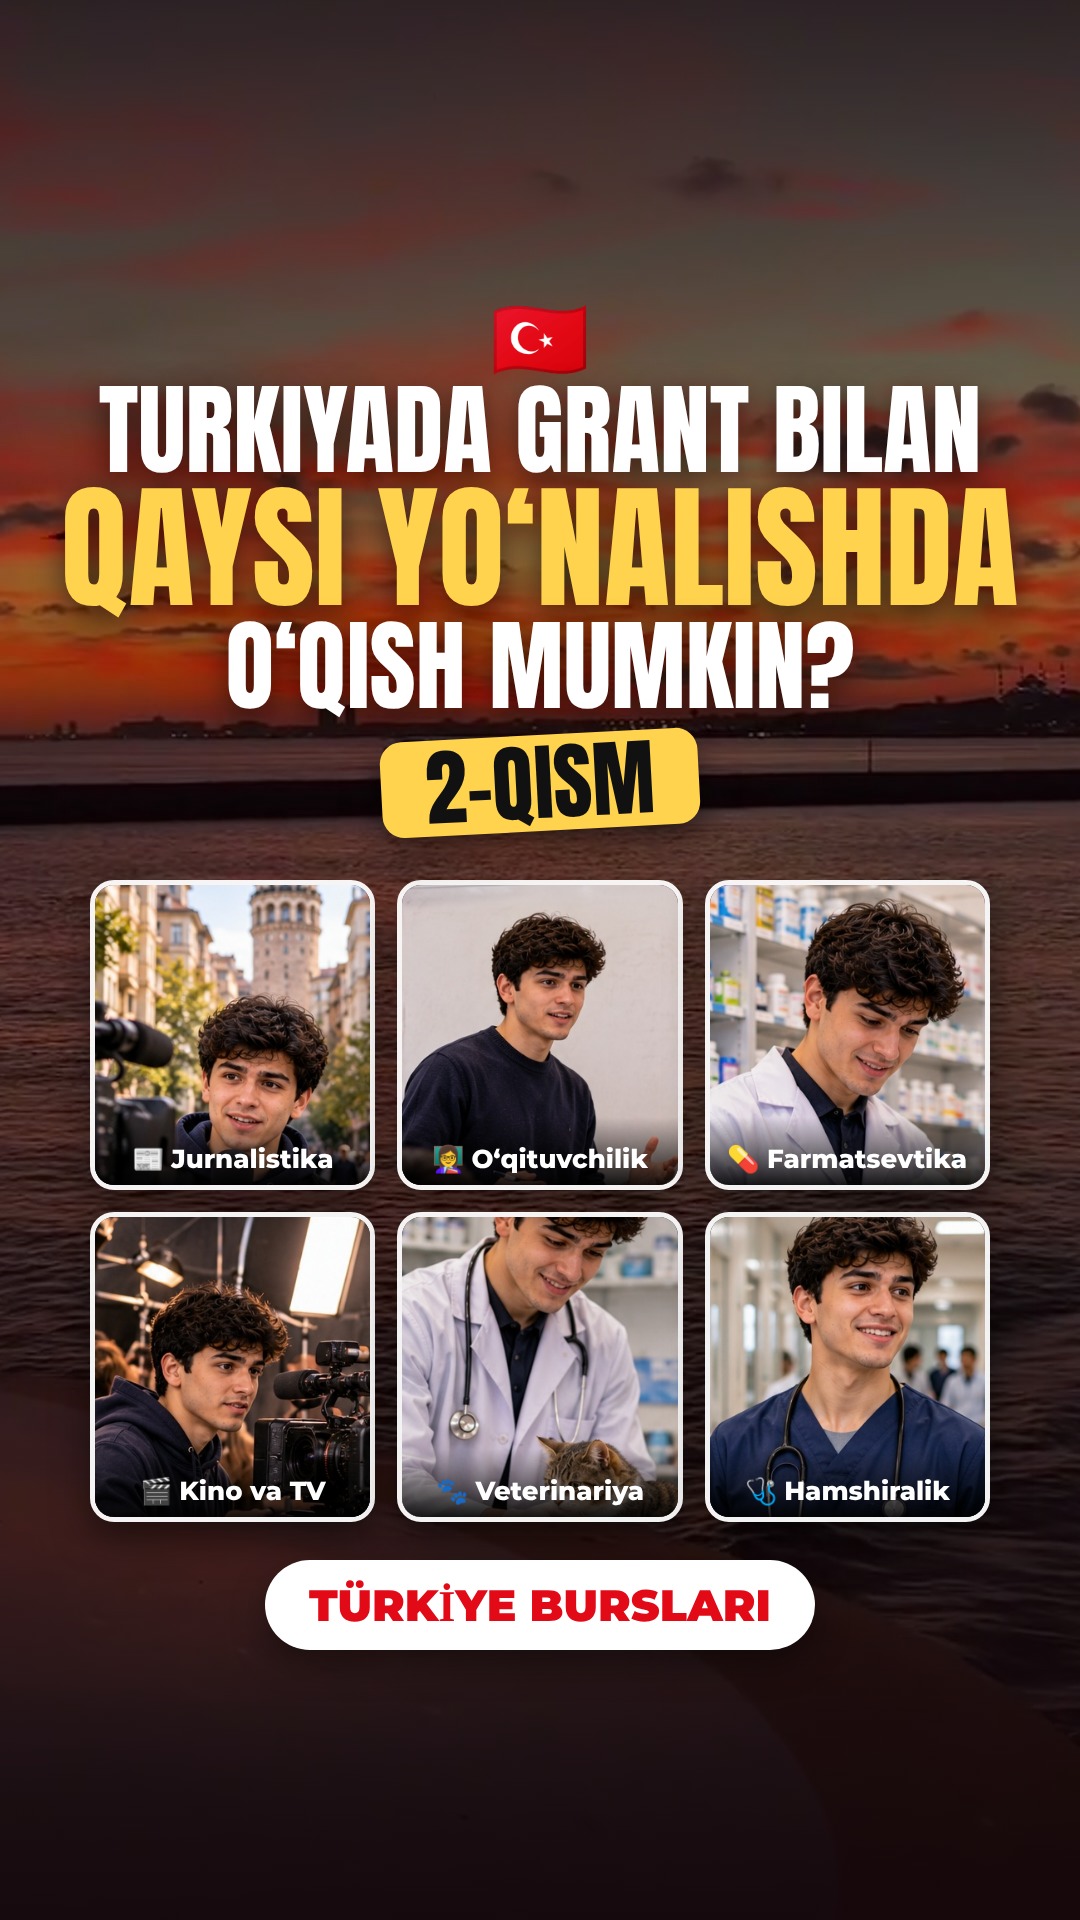 TURKIYADA GRANT BILAN
QAYSI YO‘NALISHDA
O‘QISH MUMKIN?
2-QISM
Jurnalistika
O‘qituvchilik
Farmatsevtika
Kino va TV
Veterinariya
Hamshiralik
TÜRKİYE BURSLARI